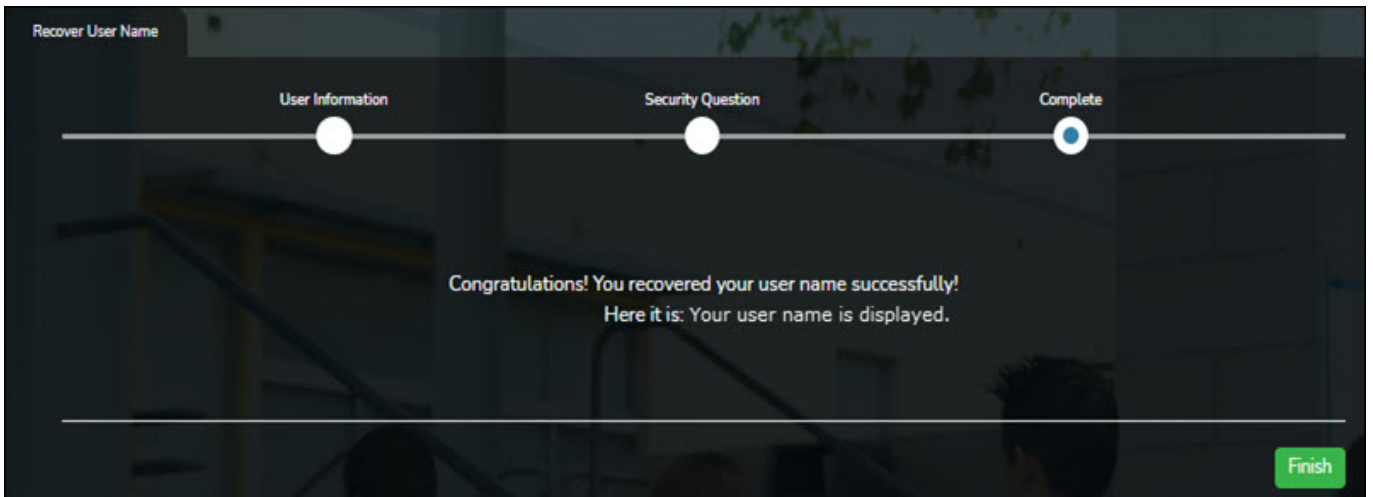 Recover User Name
User Information
Security Question
Complete
Congratulations! You recovered your user name successfully!
Here it is: Your user name is displayed.
Finish